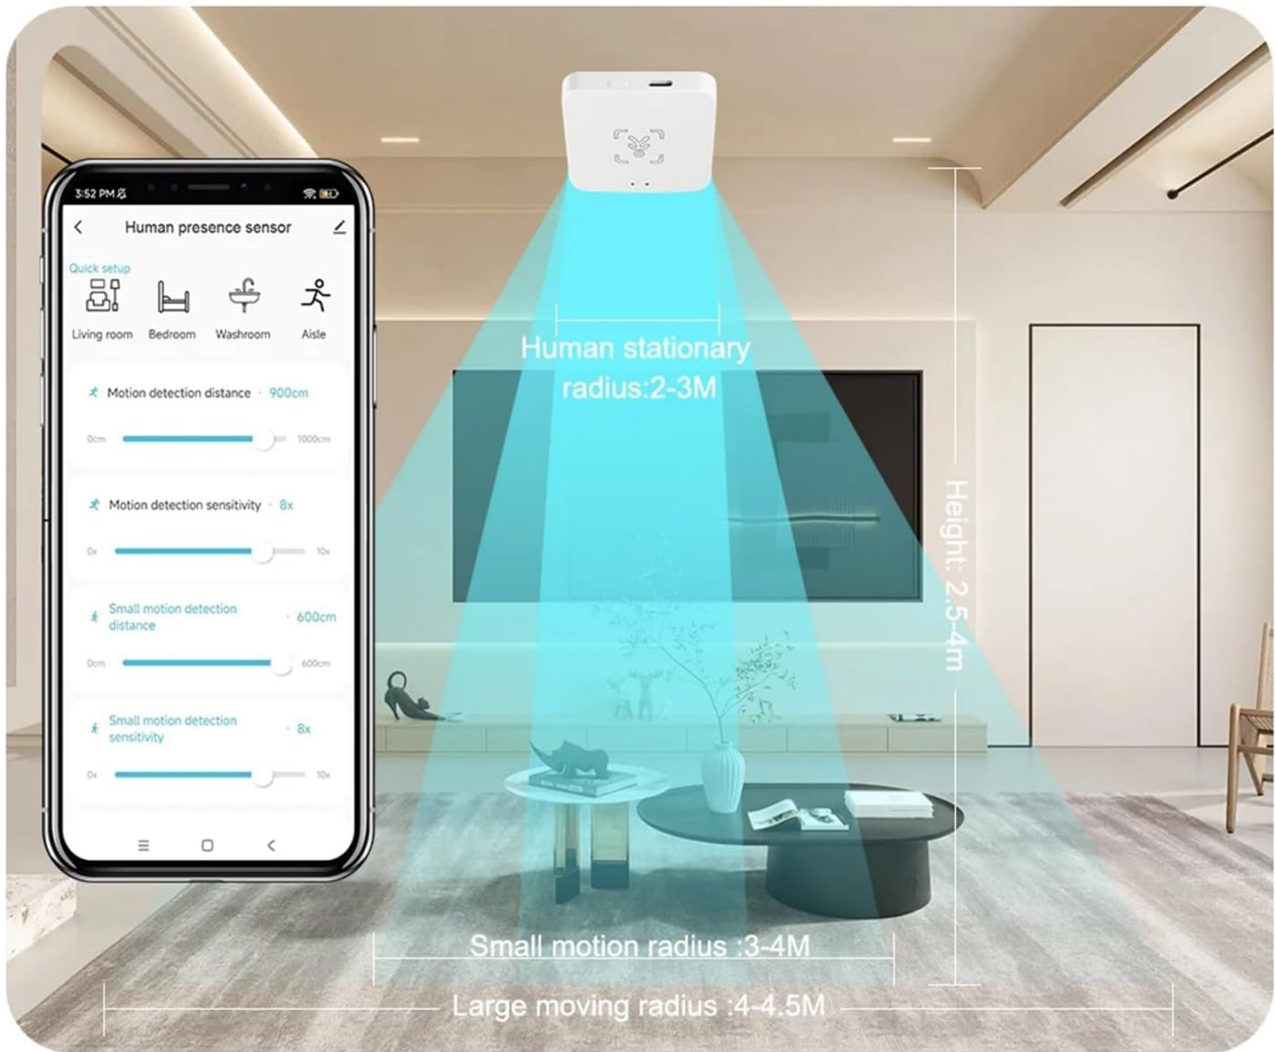 3:52 PM
Human presence sensor
Quick setup
Living room
Bedroom
Washroom
Aisle
Motion detection distance · 900cm
0cm
1000cm
Motion detection sensitivity · 8x
0x
10x
Small motion detection
distance
· 600cm
0cm
600cm
Small motion detection
sensitivity
· 8x
0x
10x
Human stationary
radius:2-3M
Height: 2.5-4m
Small motion radius :3-4M
Large moving radius :4-4.5M